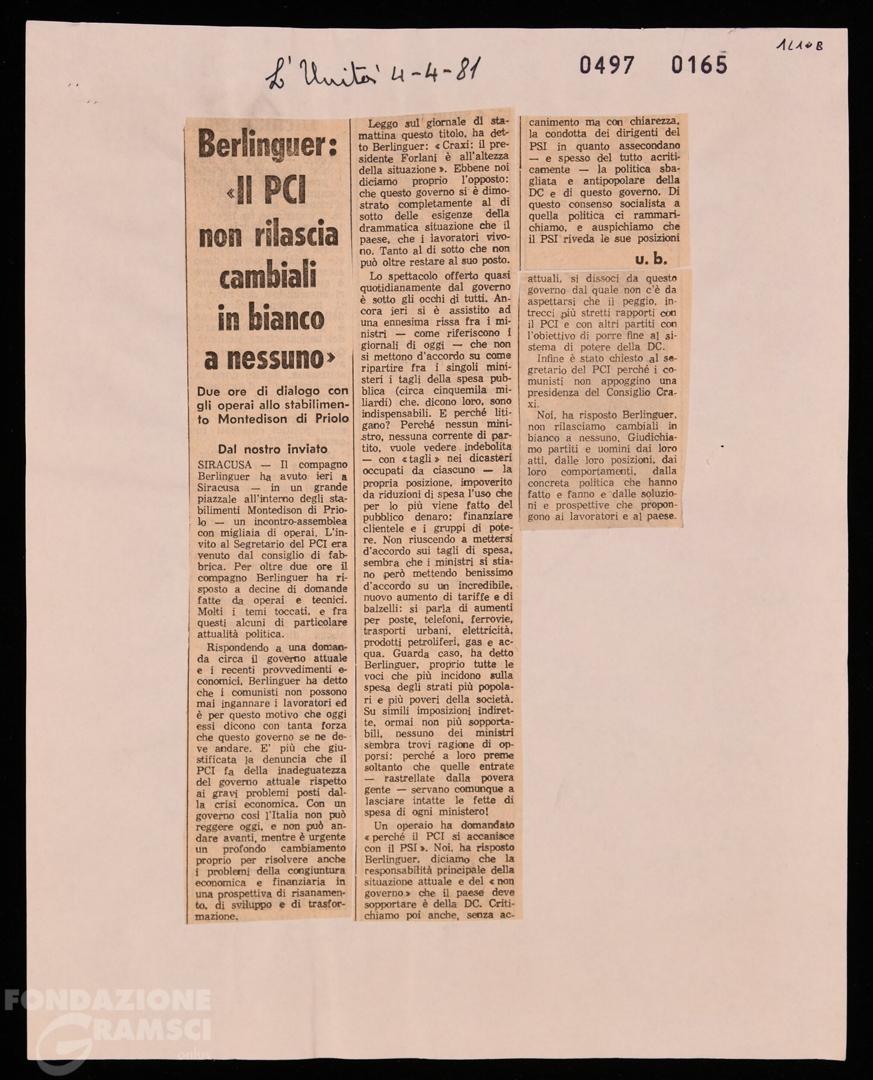 L'Unità 4-4-81
0497 0165
Berlinguer:
«Il PCI
non rilascia
cambiali
in bianco
a nessuno»
Due ore di dialogo con
gli operai allo stabilimen-
to Montedison di Priolo
Dal nostro inviato
SIRACUSA — Il compagno
Berlinguer ha avuto ieri a
Siracusa — in un grande
piazzale all'interno degli sta-
bilimenti Montedison di Prio-
lo — un incontro-assemblea
con migliaia di operai. L'in-
vito al Segretario del PCI era
venuto dal consiglio di fab-
brica. Per oltre due ore il
compagno Berlinguer ha ri-
sposto a decine di domande
fatte da operai e tecnici.
Molti i temi toccati, e fra
questi alcuni di particolare
attualità politica.
Rispondendo a una doman-
da circa il governo attuale
e i recenti provvedimenti e-
conomici, Berlinguer ha detto
che i comunisti non possono
mai ingannare i lavoratori ed
è per questo motivo che oggi
essi dicono con tanta forza
che questo governo se ne de-
ve andare. E' più che giu-
stificata la denuncia che il
PCI fa della inadeguatezza
del governo attuale rispetto
ai gravi problemi posti dal-
la crisi economica. Con un
governo così l'Italia non può
reggere oggi, e non può an-
dare avanti, mentre è urgente
un profondo cambiamento
proprio per risolvere anche
i problemi della congiuntura
economica e finanziaria in
una prospettiva di risanamen-
to, di sviluppo e di trasfor-
mazione.
Leggo sul giornale di sta-
mattina questo titolo, ha det-
to Berlinguer: «Craxi: il pre-
sidente Forlani è all'altezza
della situazione». Ebbene noi
diciamo proprio l'opposto:
che questo governo si è dimo-
strato completamente al di
sotto delle esigenze della
drammatica situazione che il
paese, che i lavoratori vivo-
no. Tanto al di sotto che non
può oltre restare al suo posto.
Lo spettacolo offerto quasi
quotidianamente dal governo
è sotto gli occhi di tutti. An-
cora ieri si è assistito ad
una ennesima rissa fra i mi-
nistri — come riferiscono i
giornali di oggi — che non
si mettono d'accordo su come
ripartire fra i singoli mini-
steri i tagli della spesa pub-
blica (circa cinquemila mi-
liardi) che, dicono loro, sono
indispensabili. E perché liti-
gano? Perché nessun mini-
stro, nessuna corrente di par-
tito, vuole vedere indebolita
— con «tagli» nei dicasteri
occupati da ciascuno — la
propria posizione, impoverito
da riduzioni di spesa l'uso che
per lo più viene fatto del
pubblico denaro: finanziare
clientele e i gruppi di pote-
re. Non riuscendo a mettersi
d'accordo sui tagli di spesa,
sembra che i ministri si stia-
no però mettendo benissimo
d'accordo su un incredibile,
nuovo aumento di tariffe e di
balzelli: si parla di aumenti
per poste, telefoni, ferrovie,
trasporti urbani, elettricità,
prodotti petroliferi, gas e ac-
qua. Guarda caso, ha detto
Berlinguer, proprio tutte le
voci che più incidono sulla
spesa degli strati più popola-
ri e più poveri della società.
Su simili imposizioni indiret-
te, ormai non più sopporta-
bili, nessuno dei ministri
sembra trovi ragione di op-
porsi: perché a loro preme
soltanto che quelle entrate
— rastrellate dalla povera
gente — servano comunque a
lasciare intatte le fette di
spesa di ogni ministero!
Un operaio ha domandato
«perché il PCI si accanisce
con il PSI». Noi, ha risposto
Berlinguer, diciamo che la
responsabilità principale della
situazione attuale e del «non
governo» che il paese deve
sopportare è della DC. Criti-
chiamo poi anche, senza ac-
canimento ma con chiarezza,
la condotta dei dirigenti del
PSI in quanto assecondano
— e spesso del tutto acriti-
camente — la politica sba-
gliata e antipopolare della
DC e di questo governo. Di
questo consenso socialista a
quella politica ci rammari-
chiamo, e auspichiamo che
il PSI riveda le sue posizioni
u. b.
attuali, si dissoci da questo
governo dal quale non c'è da
aspettarsi che il peggio, in-
trecci più stretti rapporti con
il PCI e con altri partiti con
l'obiettivo di porre fine al si-
stema di potere della DC.
Infine è stato chiesto al se-
gretario del PCI perché i co-
munisti non appoggino una
presidenza del Consiglio Cra-
xi.
Noi, ha risposto Berlinguer,
non rilasciamo cambiali in
bianco a nessuno. Giudichia-
mo partiti e uomini dai loro
atti, dalle loro posizioni, dai
loro comportamenti, dalla
concreta politica che hanno
fatto e fanno e dalle soluzio-
ni e prospettive che propon-
gono ai lavoratori e al paese.
FONDAZIONE
GRAMSCI
onlus